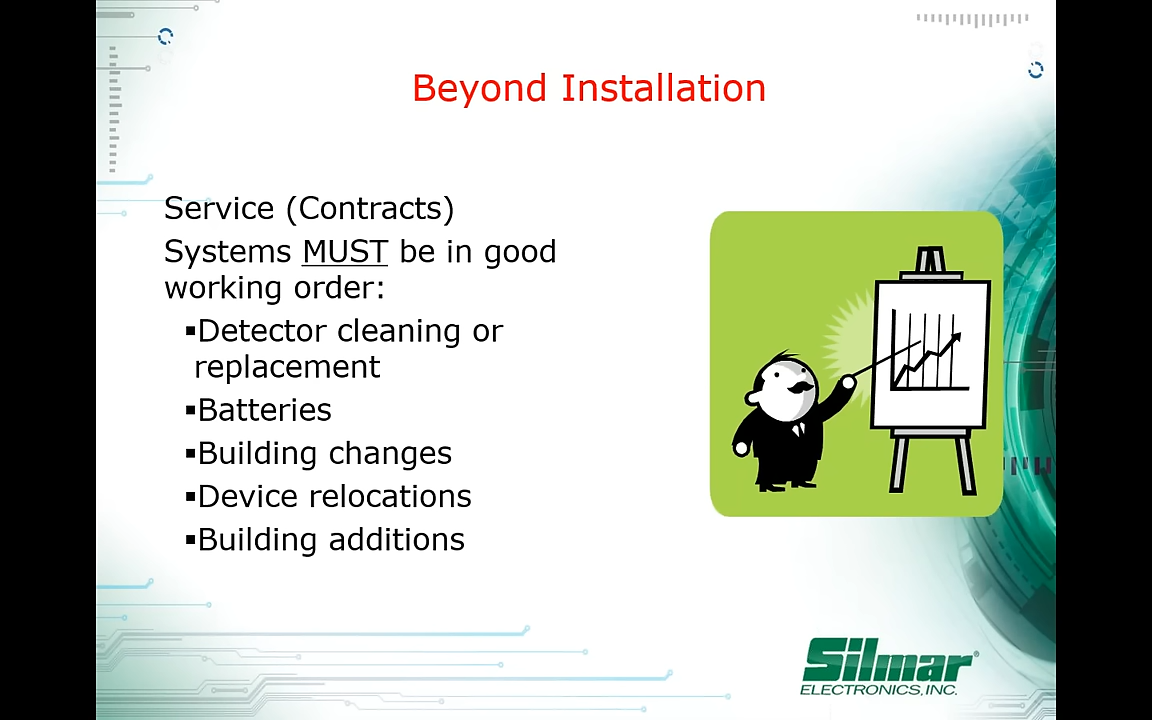 Beyond Installation
Service (Contracts)
Systems MUST be in good
working order:
▪Detector cleaning or
replacement
▪Batteries
▪Building changes
▪Device relocations
▪Building additions
Silmar®
ELECTRONICS, INC.